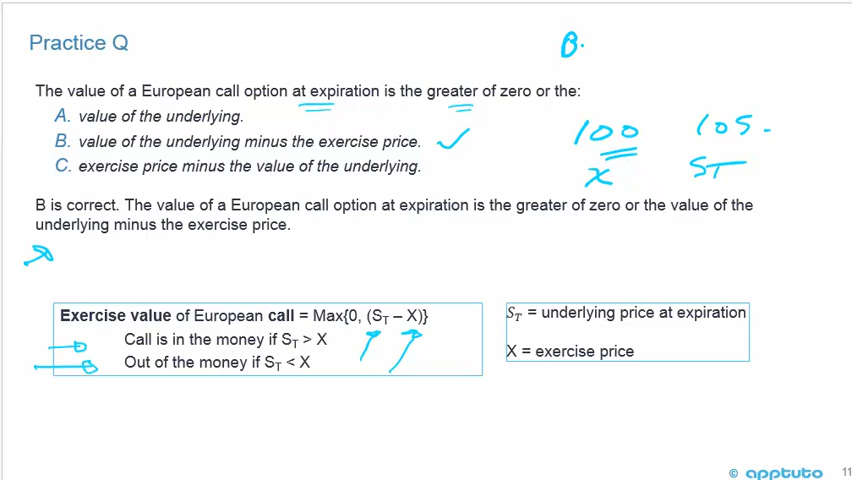 Practice Q
B.
The value of a European call option at expiration is the greater of zero or the:
A. value of the underlying.
B. value of the underlying minus the exercise price.
C. exercise price minus the value of the underlying.
100 105.
X ST
B is correct. The value of a European call option at expiration is the greater of zero or the value of the
underlying minus the exercise price.
Exercise value of European call = Max{0, (S_T – X)}
Call is in the money if S_T > X
Out of the money if S_T < X
S_T = underlying price at expiration
X = exercise price
© apptuto 11